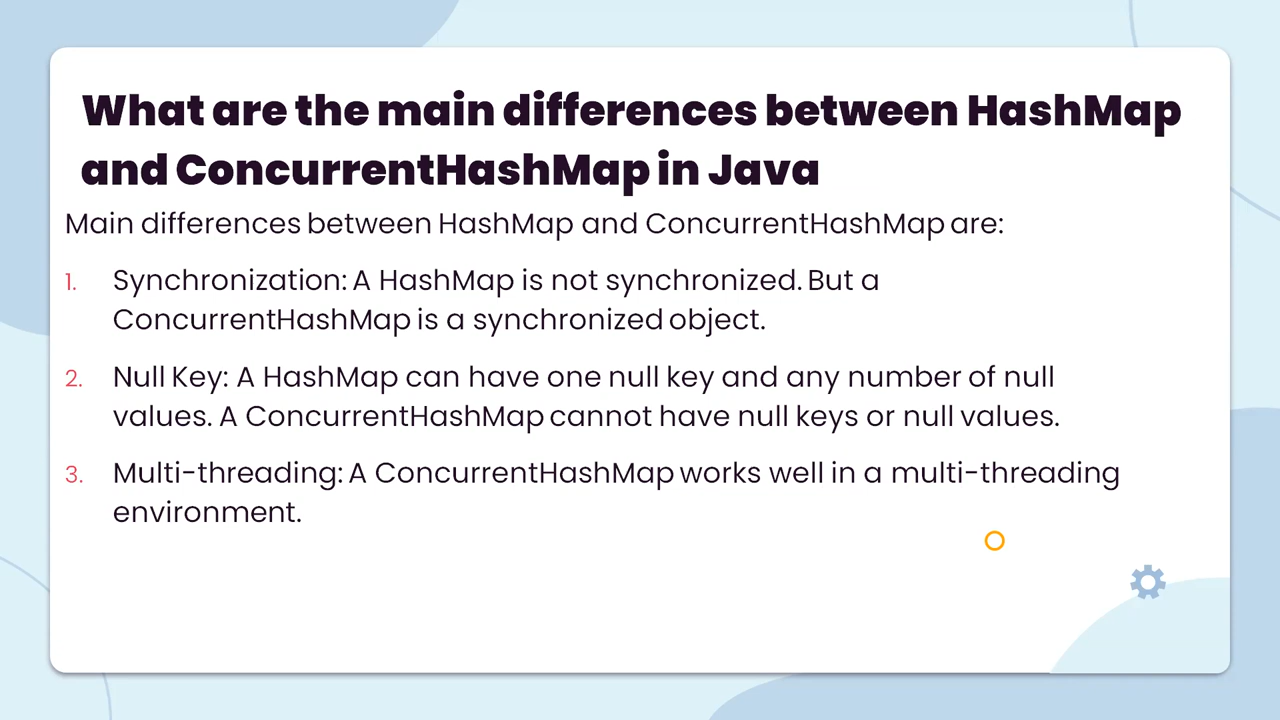 What are the main differences between HashMap
and ConcurrentHashMap in Java
Main differences between HashMap and ConcurrentHashMap are:
1. Synchronization: A HashMap is not synchronized. But a
ConcurrentHashMap is a synchronized object.
2. Null Key: A HashMap can have one null key and any number of null
values. A ConcurrentHashMap cannot have null keys or null values.
3. Multi-threading: A ConcurrentHashMap works well in a multi-threading
environment.